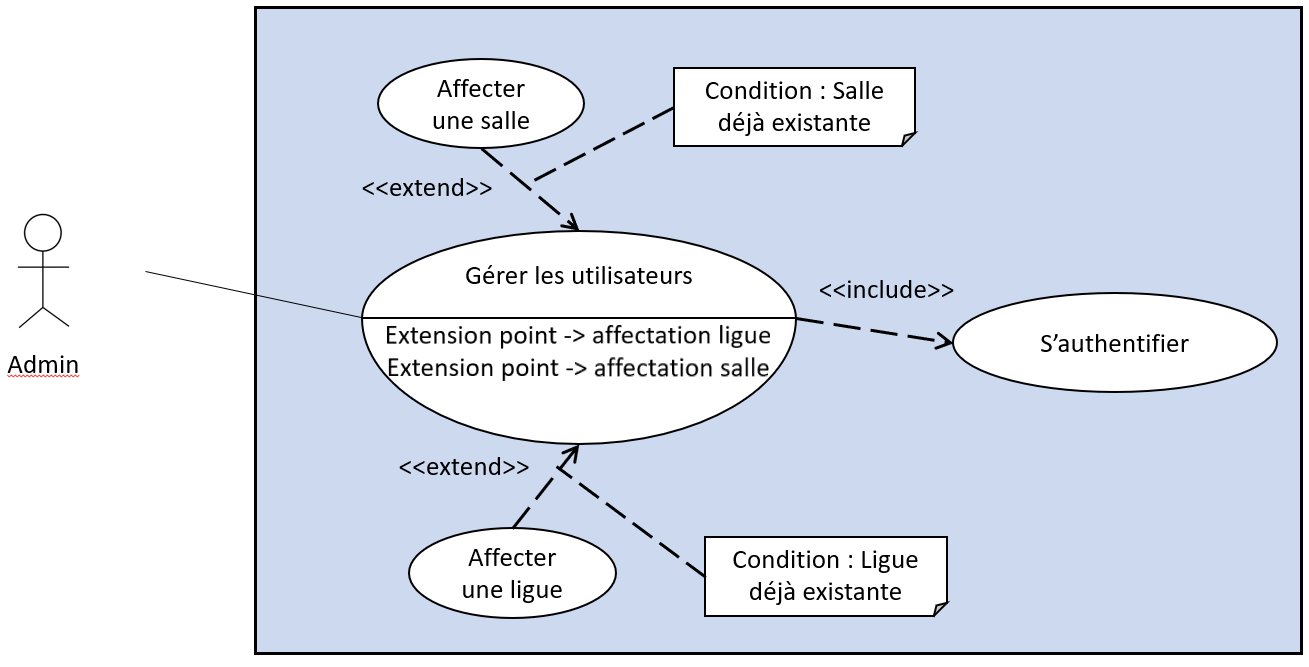 Affecter
une salle
Condition : Salle
déjà existante
<<extend>>
Admin
Gérer les utilisateurs
Extension point -> affectation ligue
Extension point -> affectation salle
<<include>>
S’authentifier
<<extend>>
Affecter
une ligue
Condition : Ligue
déjà existante